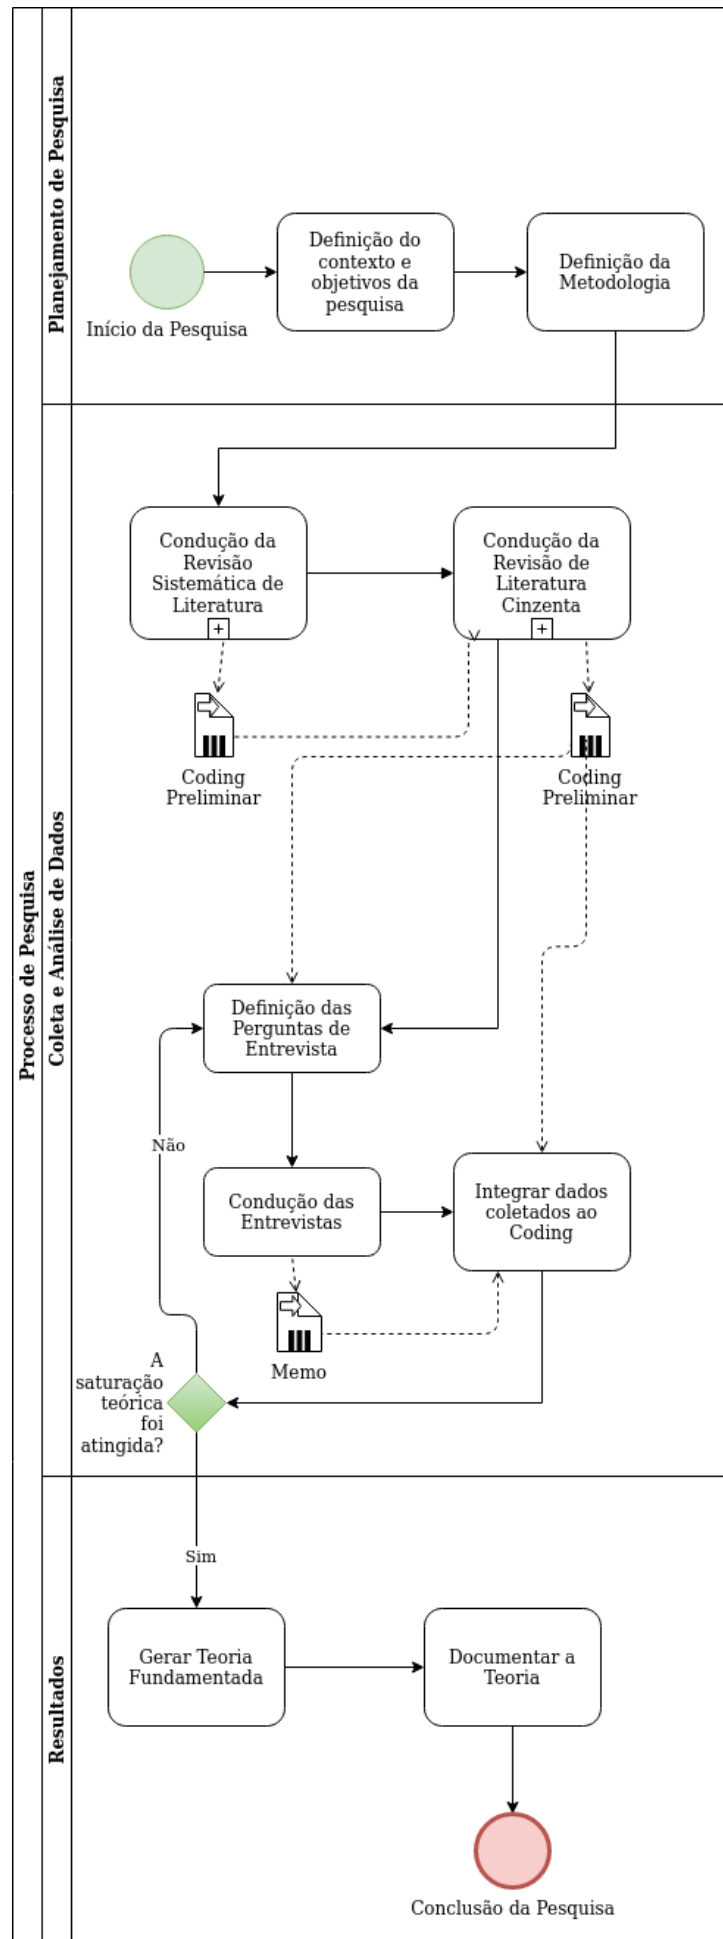 Processo de Pesquisa
Planejamento de Pesquisa
Início da Pesquisa
Definição do
contexto e
objetivos da
pesquisa
Definição da
Metodologia
Coleta e Análise de Dados
Condução da
Revisão
Sistemática de
Literatura
+
Condução da
Revisão de
Literatura
Cinzenta
+
Coding
Preliminar
Coding
Preliminar
Definição das
Perguntas de
Entrevista
Não
Condução das
Entrevistas
Integrar dados
coletados ao
Coding
Memo
A
saturação
teórica
foi
atingida?
Resultados
Sim
Gerar Teoria
Fundamentada
Documentar a
Teoria
Conclusão da Pesquisa